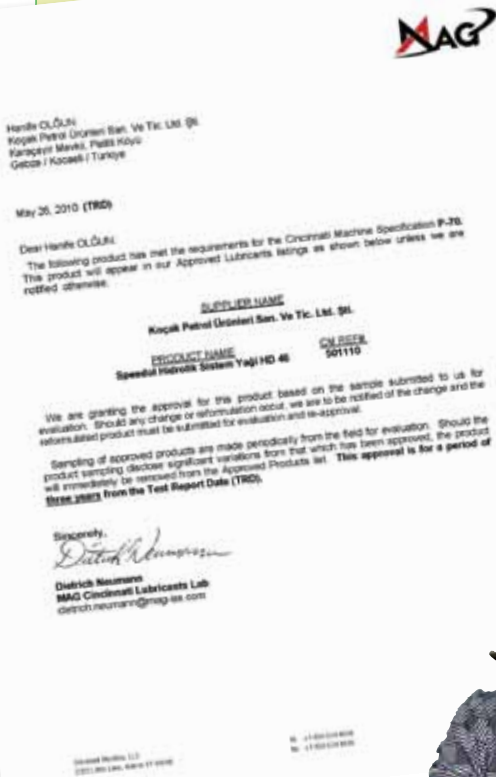 MAG
Hanife OLĞUN
Koçak Petrol Ürünleri San. Ve Tic. Ltd. Şti.
Karaçayır Mevkii, Pelitli Köyü
Gebze / Kocaeli / Türkiye
May 26, 2010 (TRD)
Dear Hanife OLĞUN:
The following product has met the requirements for the Cincinnati Machine Specification P-70.
This product will appear in our Approved Lubricants listings as shown below unless we are
notified otherwise.
SUPPLIER NAME
Koçak Petrol Ürünleri San. Ve Tic. Ltd. Şti.
PRODUCT NAME
CM REF#.
Speedol Hidrolik Sistem Yağı HD 46
501110
We are granting the approval for this product based on the sample submitted to us for
evaluation. Should any change or reformulation occur, we are to be notified of the change and the
reformulated product must be submitted for evaluation and re-approval.
Sampling of approved products are made periodically from the field for evaluation. Should the
product sampling disclose significant variations from that which has been approved, the product
will immediately be removed from the Approved Products list. This approval is for a period of
three years from the Test Report Date (TRD).
Sincerely,
Dietrich Neumann
Dietrich Neumann
MAG Cincinnati Lubricants Lab
dietrich.neumann@mag-ias.com